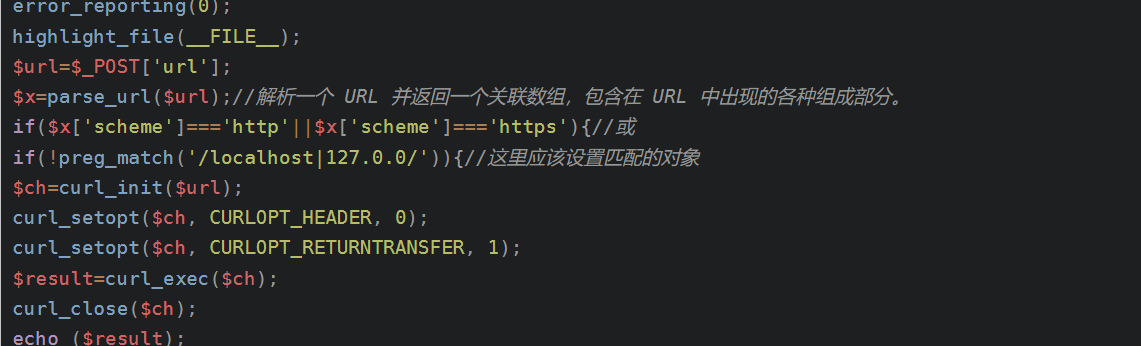 error_reporting(0);
highlight_file(__FILE__);
$url=$_POST['url'];
$x=parse_url($url);//解析一个 URL 并返回一个关联数组，包含在 URL 中出现的各种组成部分。
if($x['scheme']==='http'||$x['scheme']==='https'){//或
if(!preg_match('/localhost|127.0.0/')){//这里应该设置匹配的对象
$ch=curl_init($url);
curl_setopt($ch, CURLOPT_HEADER, 0);
curl_setopt($ch, CURLOPT_RETURNTRANSFER, 1);
$result=curl_exec($ch);
curl_close($ch);
echo ($result);